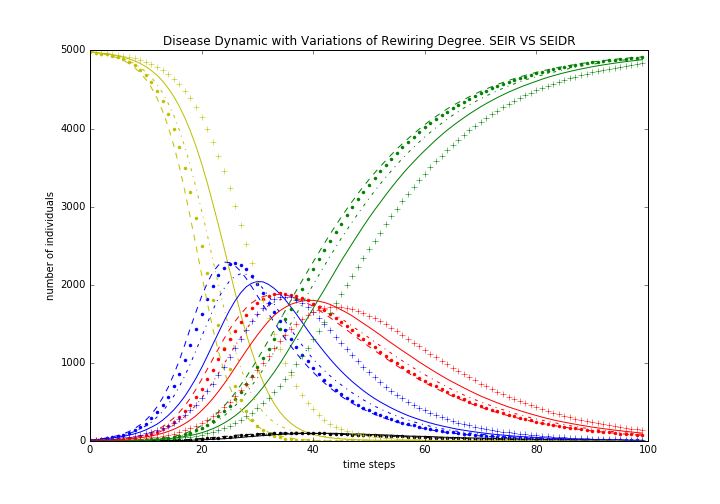 Disease Dynamic with Variations of Rewiring Degree. SEIR VS SEIDR
5000
4000
3000
2000
1000
0
number of individuals
0 20 40 60 80 100
time steps